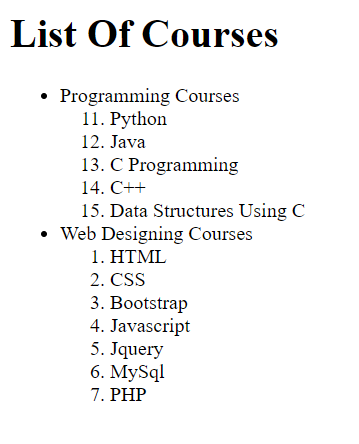 List Of Courses
• Programming Courses
11. Python
12. Java
13. C Programming
14. C++
15. Data Structures Using C
• Web Designing Courses
1. HTML
2. CSS
3. Bootstrap
4. Javascript
5. Jquery
6. MySql
7. PHP